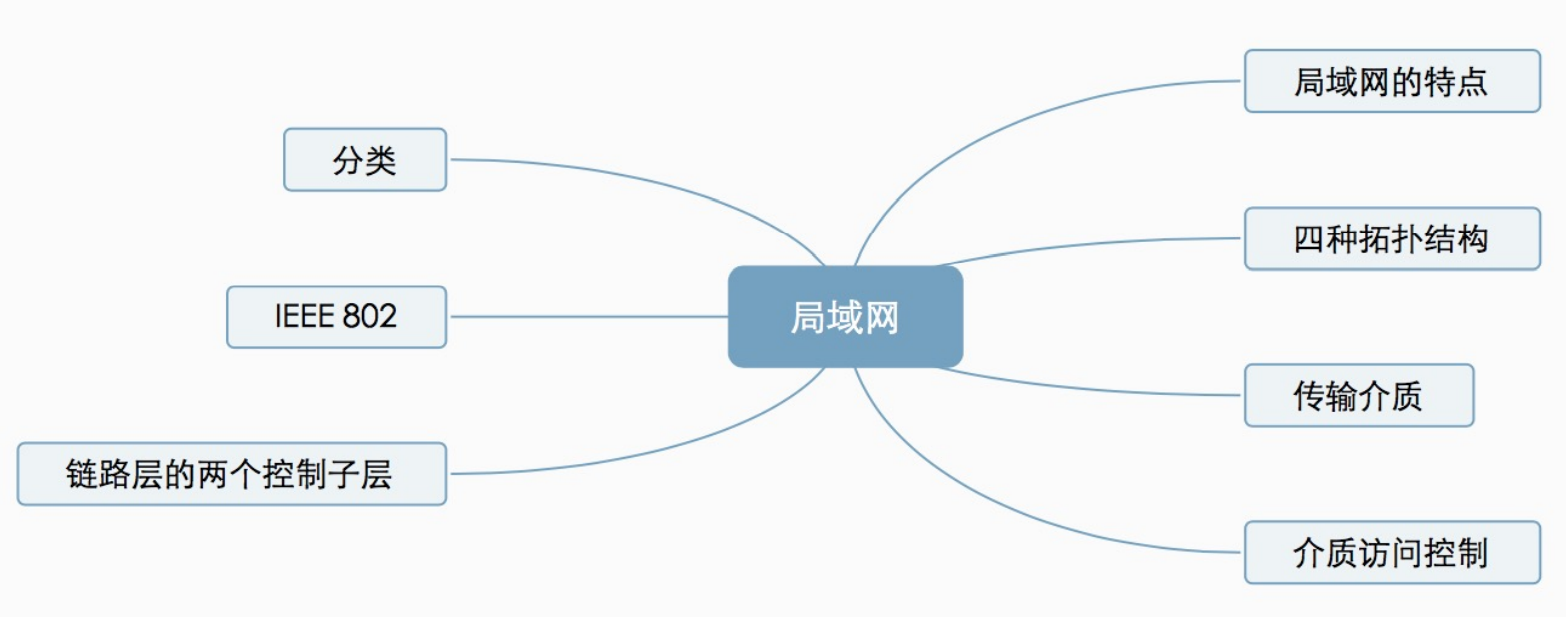 局域网
局域网的特点
四种拓扑结构
传输介质
介质访问控制
分类
IEEE 802
链路层的两个控制子层